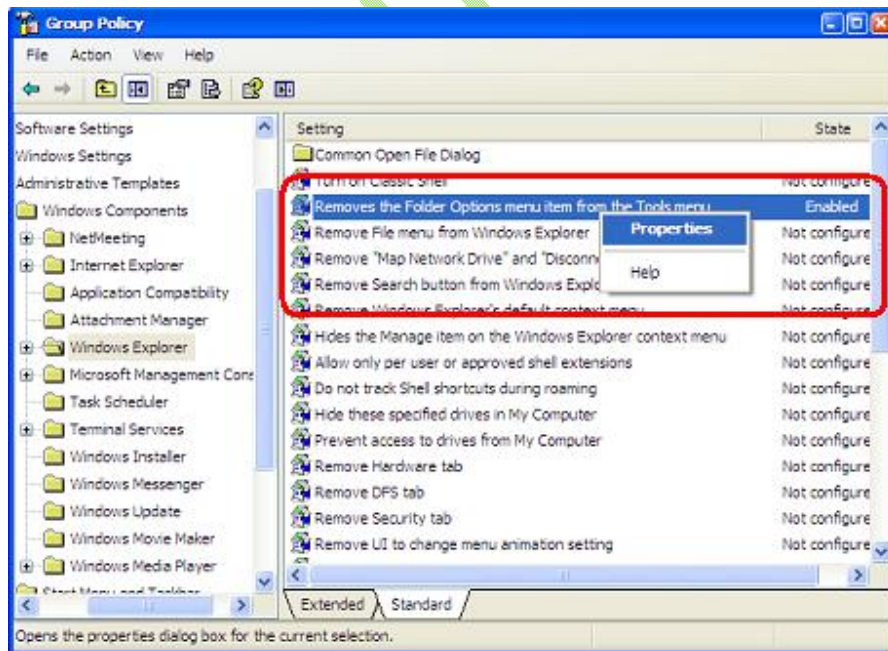 Group Policy
File Action View Help
Software Settings
Windows Settings
Administrative Templates
Windows Components
NetMeeting
Internet Explorer
Application Compatibility
Attachment Manager
Windows Explorer
Microsoft Management Cons
Task Scheduler
Terminal Services
Windows Installer
Windows Messenger
Windows Update
Windows Movie Maker
Windows Media Player
Start Menu and Taskbar
Setting State
Common Open File Dialog
Turn on Classic Shell Not configure
Removes the Folder Options menu item from the Tools menu Enabled
Remove File menu from Windows Explorer Not configure
Remove "Map Network Drive" and "Disconne Not configure
Remove Search button from Windows Explo Not configure
Remove Windows Explorer's default context menu Not configure
Hides the Manage item on the Windows Explorer context menu Not configure
Allow only per user or approved shell extensions Not configure
Do not track Shell shortcuts during roaming Not configure
Hide these specified drives in My Computer Not configure
Prevent access to drives from My Computer Not configure
Remove Hardware tab Not configure
Remove DFS tab Not configure
Remove Security tab Not configure
Remove UI to change menu animation setting Not configure
Properties
Help
Extended Standard
Opens the properties dialog box for the current selection.